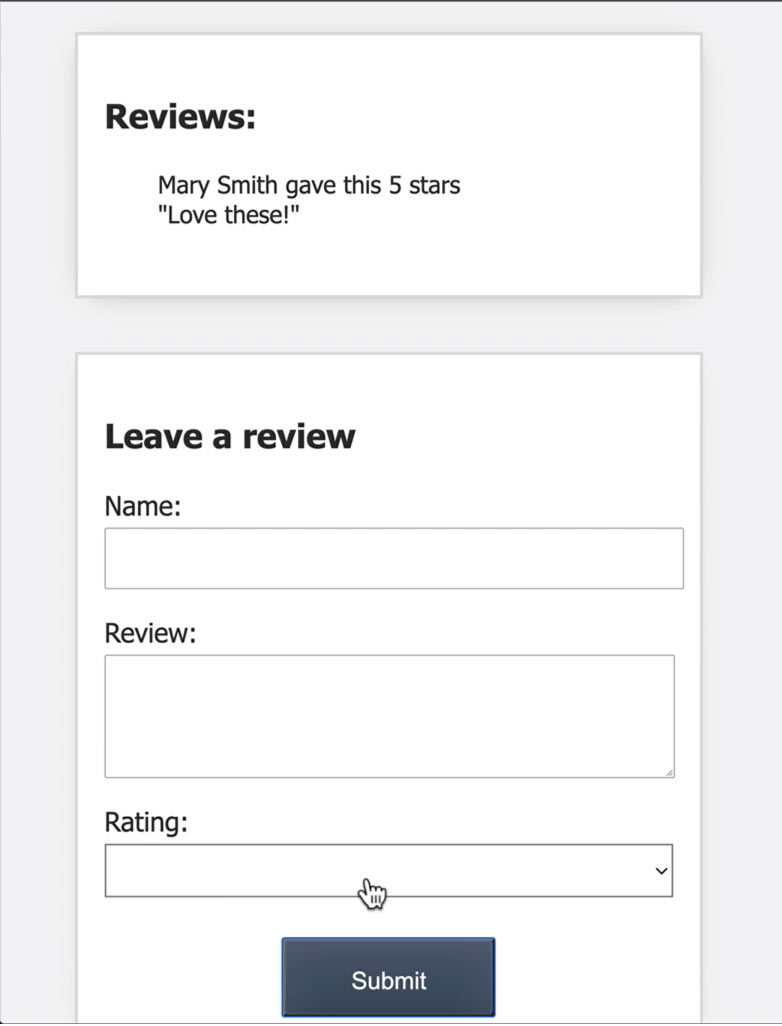 Reviews:
Mary Smith gave this 5 stars
"Love these!"
Leave a review
Name:
Review:
Rating:
Submit